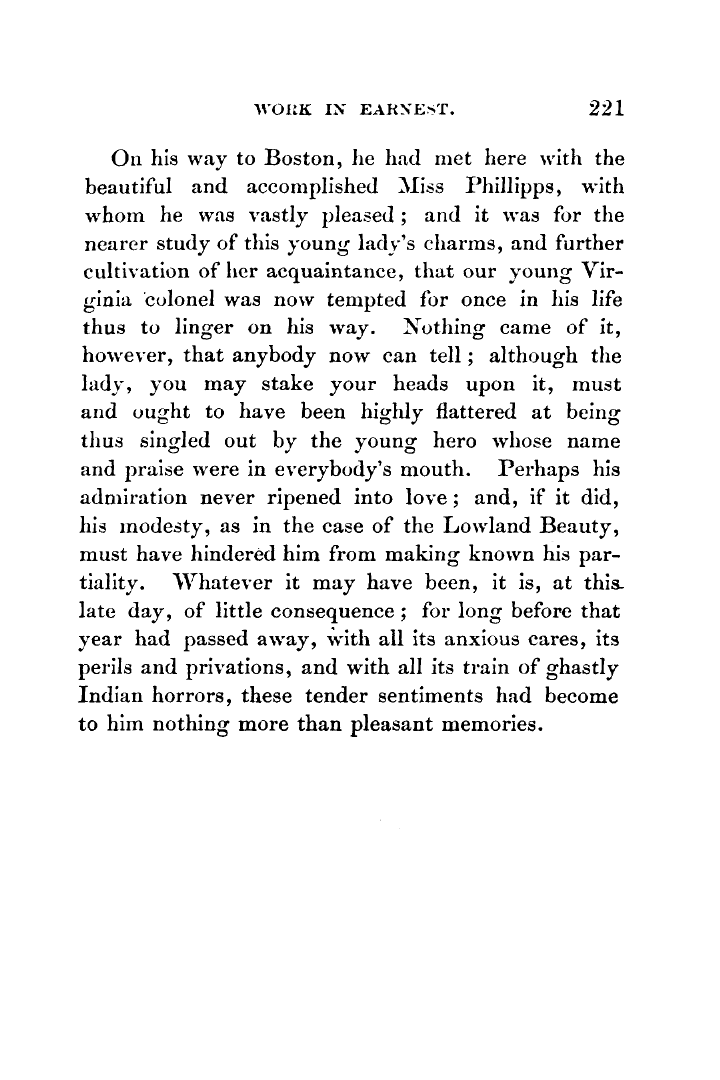 WORK IN EARNEST. 221
On his way to Boston, he had met here with the
beautiful and accomplished Miss Phillipps, with
whom he was vastly pleased ; and it was for the
nearer study of this young lady's charms, and further
cultivation of her acquaintance, that our young Vir-
ginia colonel was now tempted for once in his life
thus to linger on his way. Nothing came of it,
however, that anybody now can tell ; although the
lady, you may stake your heads upon it, must
and ought to have been highly flattered at being
thus singled out by the young hero whose name
and praise were in everybody's mouth. Perhaps his
admiration never ripened into love ; and, if it did,
his modesty, as in the case of the Lowland Beauty,
must have hindered him from making known his par-
tiality. Whatever it may have been, it is, at this
late day, of little consequence ; for long before that
year had passed away, with all its anxious cares, its
perils and privations, and with all its train of ghastly
Indian horrors, these tender sentiments had become
to him nothing more than pleasant memories.